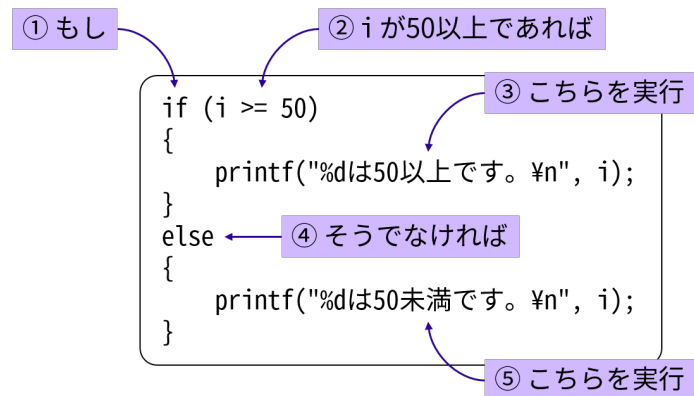 ① もし
② i が50以上であれば
③ こちらを実行
if (i >= 50)
{
printf("%dは50以上です。¥n", i);
}
else
④ そうでなければ
{
printf("%dは50未満です。¥n", i);
}
⑤ こちらを実行